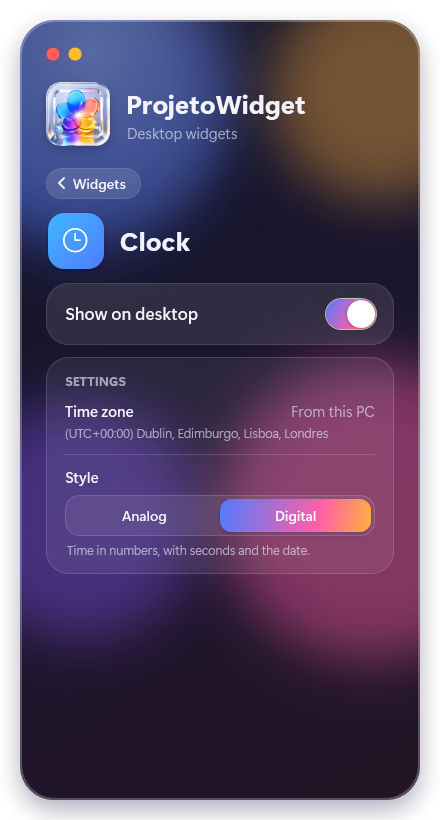 ProjetoWidget
Desktop widgets
Widgets
Clock
Show on desktop
SETTINGS
Time zone
From this PC
(UTC+00:00) Dublin, Edimburgo, Lisboa, Londres
Style
Analog
Digital
Time in numbers, with seconds and the date.